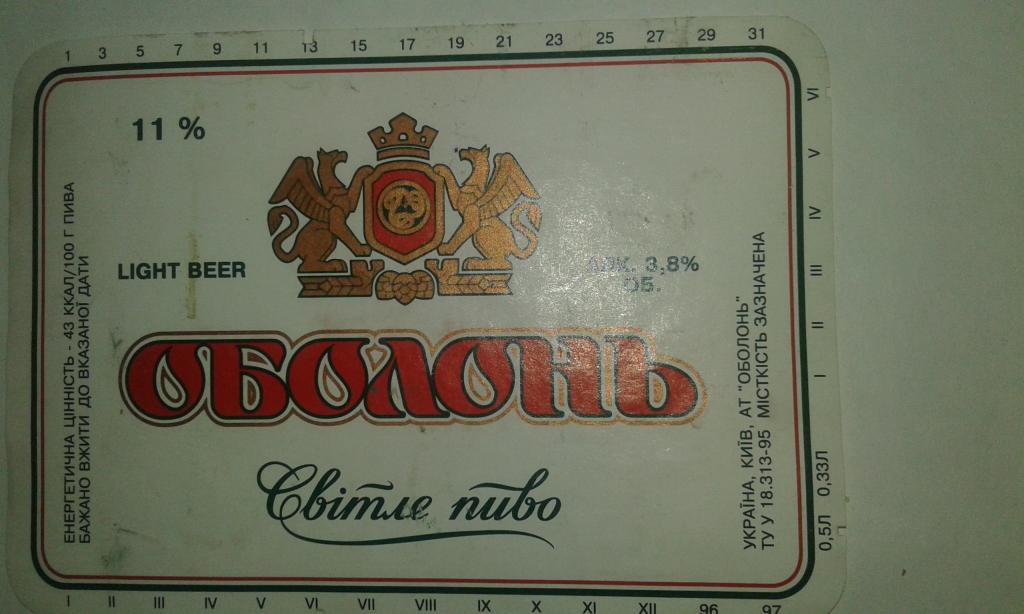 1 3 5 7 9 11 13 15 17 19 21 23 25 27 29 31
11 %
LIGHT BEER
АЛК. 3,8%
ОБ.
ОБОЛОНЬ
Світле пиво
ЕНЕРГЕТИЧНА ЦІННІСТЬ - 43 ККАЛ/100 Г ПИВА
БАЖАНО ВЖИТИ ДО ВКАЗАНОЇ ДАТИ
УКРАЇНА, КИЇВ, АТ "ОБОЛОНЬ"
ТУ У 18.313-95 МІСТКІСТЬ ЗАЗНАЧЕНА
0,5Л 0,33Л I II III IV V VI
I II III IV V VI VII VIII IX X XI XII 96 97